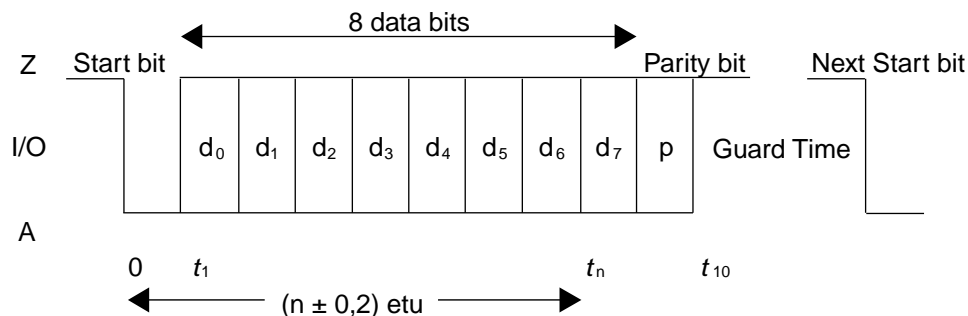 8 data bits
Z Start bit Parity bit Next Start bit
I/O d0 d1 d2 d3 d4 d5 d6 d7 p Guard Time
A
0 t1 tn t10
(n ± 0,2) etu